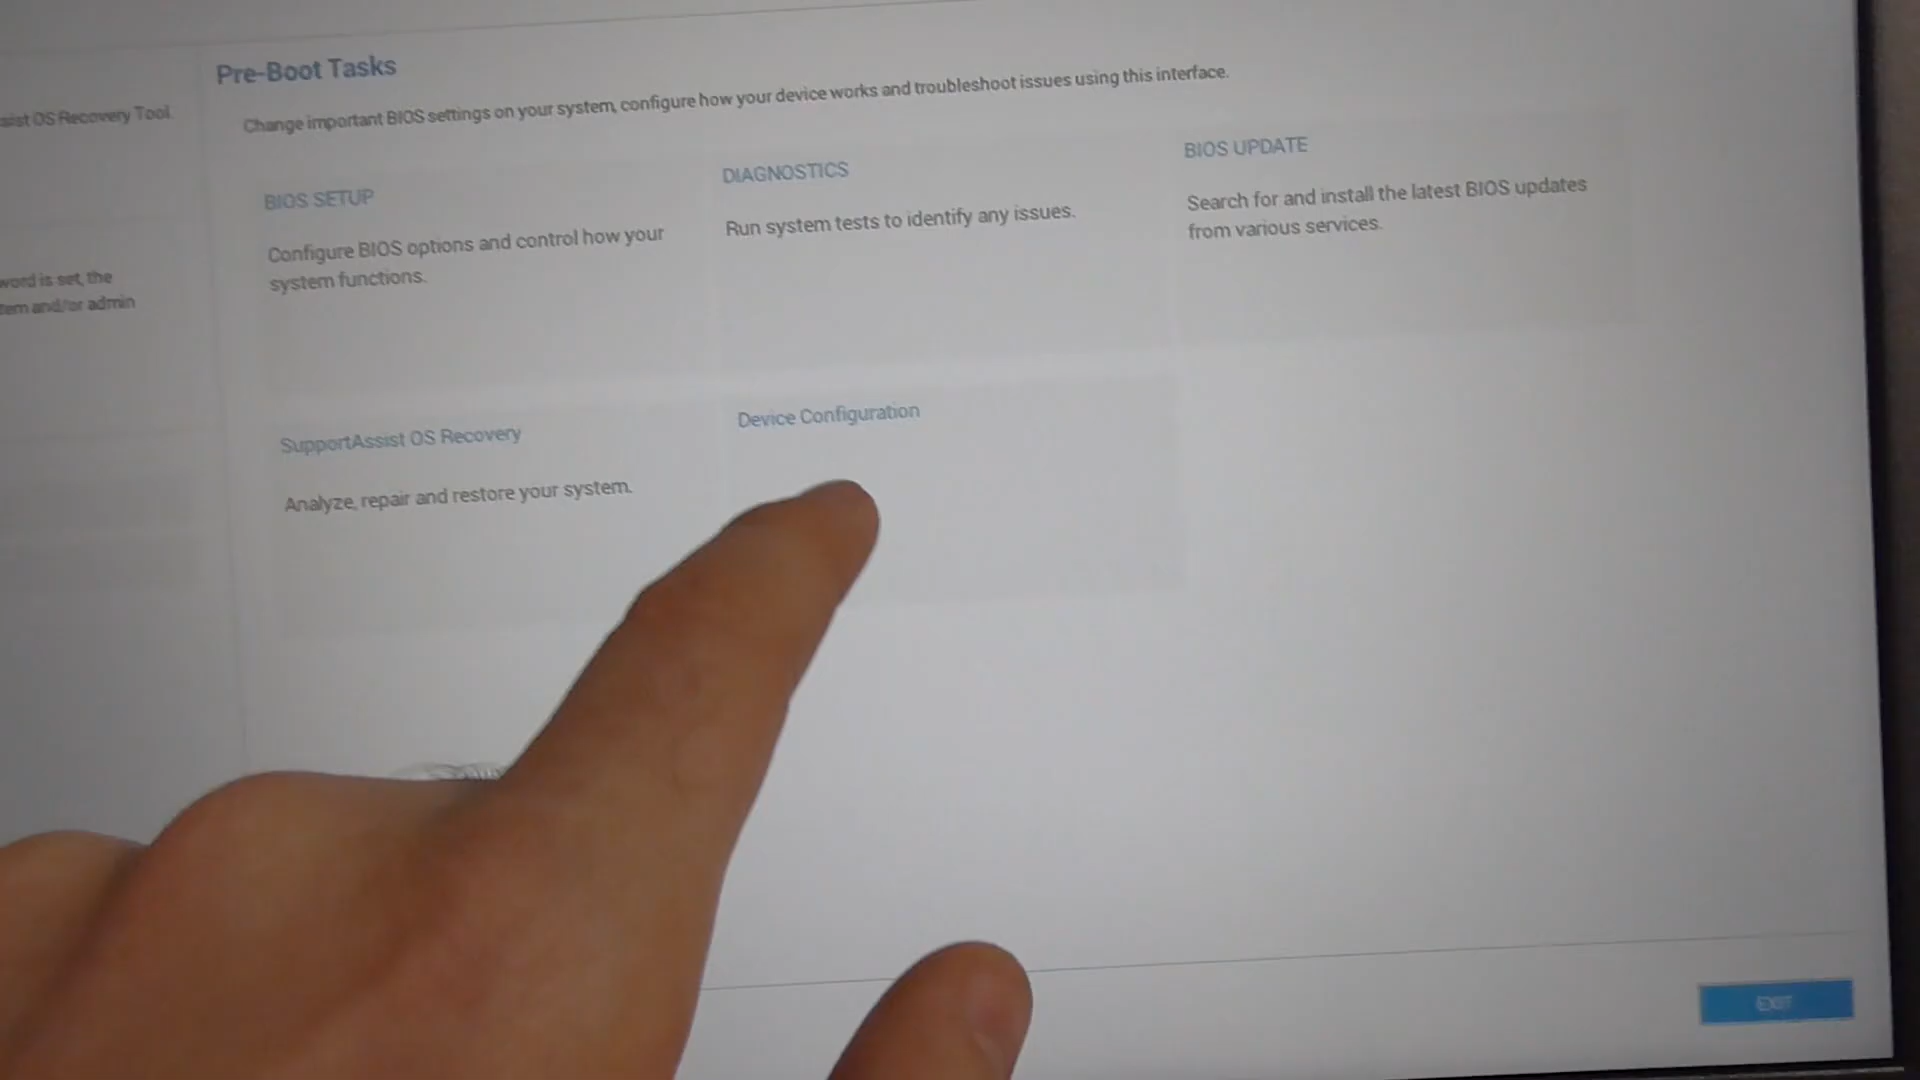 Pre-Boot Tasks
Change important BIOS settings on your system, configure how your device works and troubleshoot issues using this interface.
OS Recovery Tool
word is set, the
and/or admin
BIOS SETUP
Configure BIOS options and control how your
system functions.
DIAGNOSTICS
Run system tests to identify any issues.
BIOS UPDATE
Search for and install the latest BIOS updates
from various services.
SupportAssist OS Recovery
Analyze, repair and restore your system.
Device Configuration
EXIT